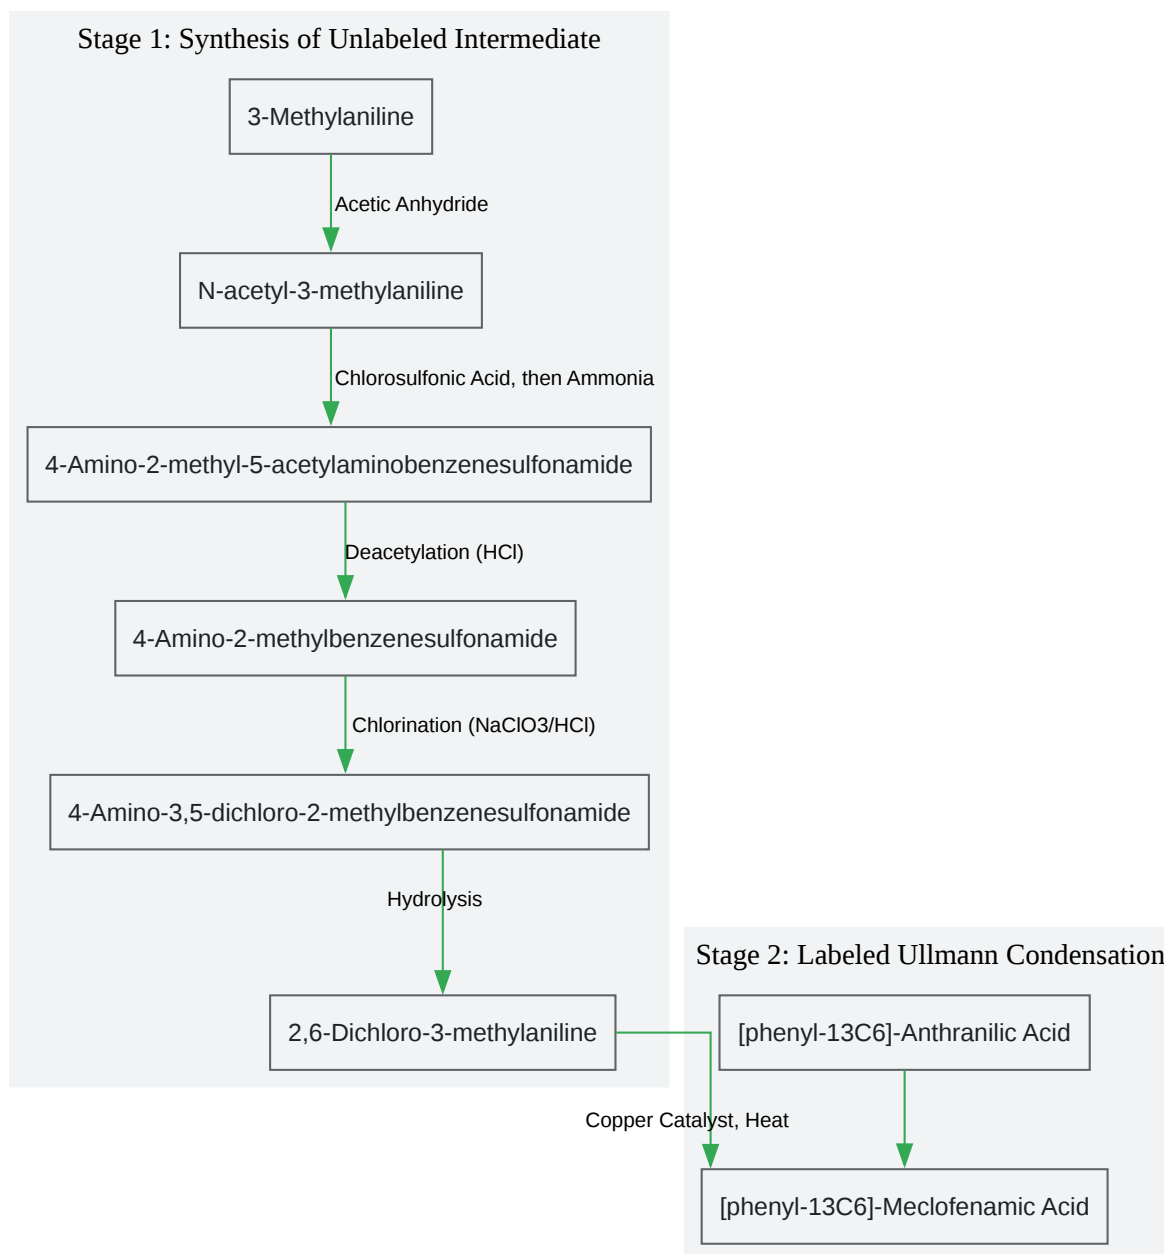 Stage 1: Synthesis of Unlabeled Intermediate
3-Methylaniline
Acetic Anhydride
N-acetyl-3-methylaniline
Chlorosulfonic Acid, then Ammonia
4-Amino-2-methyl-5-acetylaminobenzenesulfonamide
Deacetylation (HCl)
4-Amino-2-methylbenzenesulfonamide
Chlorination (NaClO3/HCl)
4-Amino-3,5-dichloro-2-methylbenzenesulfonamide
Hydrolysis
2,6-Dichloro-3-methylaniline
Stage 2: Labeled Ullmann Condensation
[phenyl-13C6]-Anthranilic Acid
Copper Catalyst, Heat
[phenyl-13C6]-Meclofenamic Acid